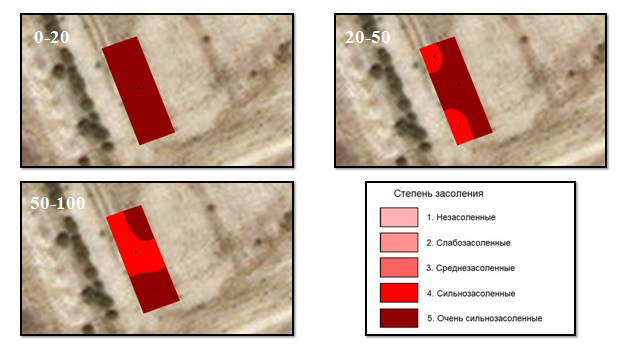 0-20
20-50
50-100
Степень засоления
1. Незасоленные
2. Слабозасоленные
3. Среднезасоленные
4. Сильнозасоленные
5. Очень сильнозасоленные